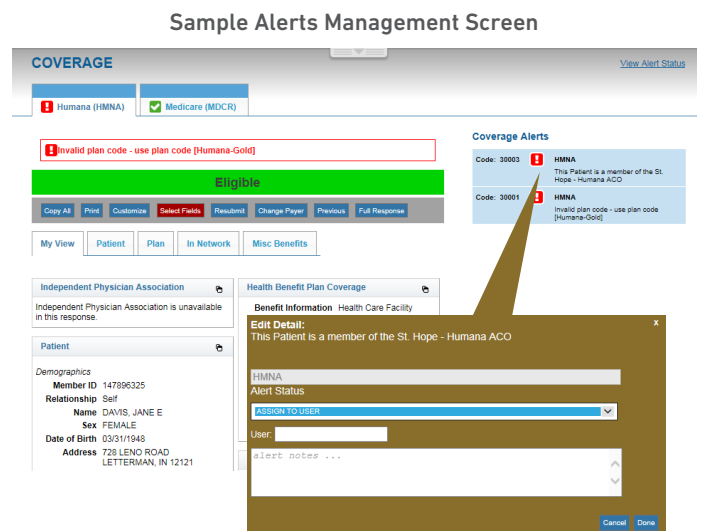 Sample Alerts Management Screen
COVERAGE
View Alert Status
Humana (HMNA)
Medicare (MDCR)
Invalid plan code - use plan code [Humana-Gold]
Eligible
Copy All Print Customize Select Fields Resubmit Change Payer Previous Full Response
My View Patient Plan In Network Misc Benefits
Coverage Alerts
Code: 30003 HMNA
This Patient is a member of the St.
Hope - Humana ACO
Code: 30001 HMNA
Invalid plan code - use plan code
[Humana-Gold]
Independent Physician Association
Independent Physician Association is unavailable
in this response.
Health Benefit Plan Coverage
Benefit Information Health Care Facility
Patient
Demographics
Member ID 147896325
Relationship Self
Name DAVIS, JANE E
Sex FEMALE
Date of Birth 03/31/1948
Address 728 LENO ROAD
LETTERMAN, IN 12121
Edit Detail:
x
This Patient is a member of the St. Hope - Humana ACO
HMNA
Alert Status
ASSIGN TO USER
User:
alert notes ...
Cancel Done